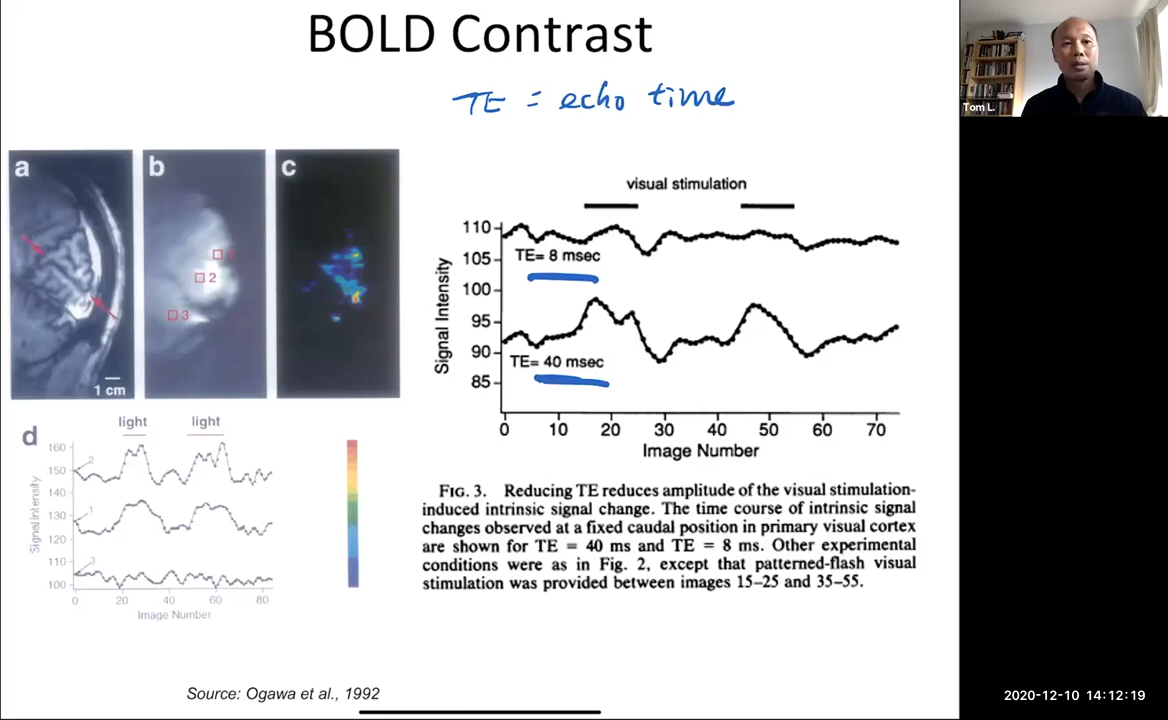 BOLD Contrast
TE = echo time
Tom L.
a
b
c
1
2
3
6
1 cm
visual stimulation
110
105
100
95
90
85
Signal Intensity
TE= 8 msec
TE= 40 msec
0 10 20 30 40 50 60 70
Image Number
d
light light
160
150
140
130
120
110
100
Signal Intensity
2
1
3
0 20 40 60 80
Image Number
FIG. 3. Reducing TE reduces amplitude of the visual stimulation-
induced intrinsic signal change. The time course of intrinsic signal
changes observed at a fixed caudal position in primary visual cortex
are shown for TE = 40 ms and TE = 8 ms. Other experimental
conditions were as in Fig. 2, except that patterned-flash visual
stimulation was provided between images 15–25 and 35–55.
Source: Ogawa et al., 1992
2020-12-10 14:12:19